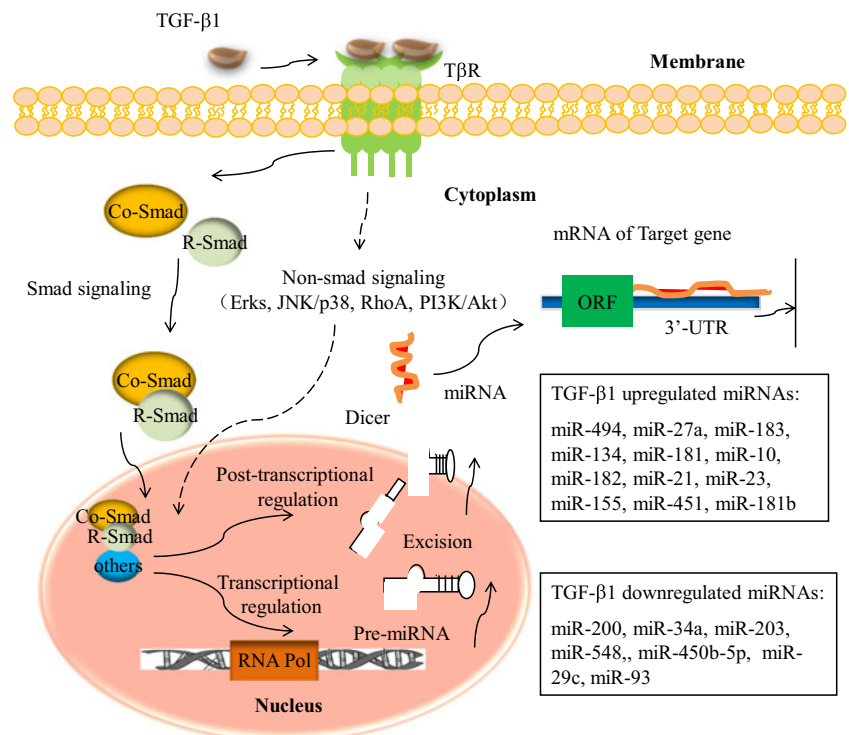 TGF-β1
TβR
Membrane
Cytoplasm
Co-Smad
R-Smad
mRNA of Target gene
Smad signaling
Non-smad signaling
（Erks, JNK/p38, RhoA, PI3K/Akt）
ORF
3’-UTR
Co-Smad
R-Smad
miRNA
Dicer
TGF-β1 upregulated miRNAs:
miR-494, miR-27a, miR-183,
miR-134, miR-181, miR-10,
miR-182, miR-21, miR-23,
miR-155, miR-451, miR-181b
Post-transcriptional
regulation
Co-Smad
R-Smad
others
Excision
Transcriptional
regulation
Pre-miRNA
RNA Pol
Nucleus
TGF-β1 downregulated miRNAs:
miR-200, miR-34a, miR-203,
miR-548,, miR-450b-5p, miR-
29c, miR-93